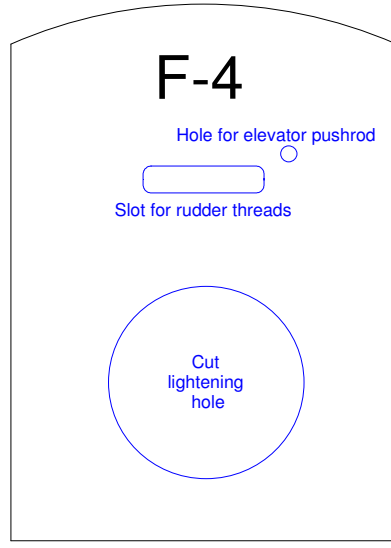 F-4
Hole for elevator pushrod
Slot for rudder threads
Cut
lightening
hole